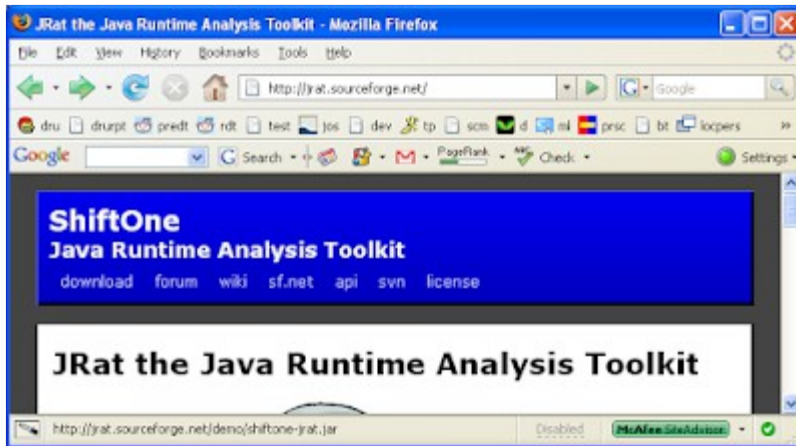 JRat the Java Runtime Analysis Toolkit - Mozilla Firefox
File Edit View History Bookmarks Tools Help
http://jrat.sourceforge.net/ G Google
dru drurpt predt rdt test jos dev tp scm d ml prsc bt iocpers »
Google G Search PageRank Check Settings
ShiftOne
Java Runtime Analysis Toolkit
download forum wiki sf.net api svn license
JRat the Java Runtime Analysis Toolkit
http://jrat.sourceforge.net/demo/shiftone-jrat.jar Disabled McAfee SiteAdvisor